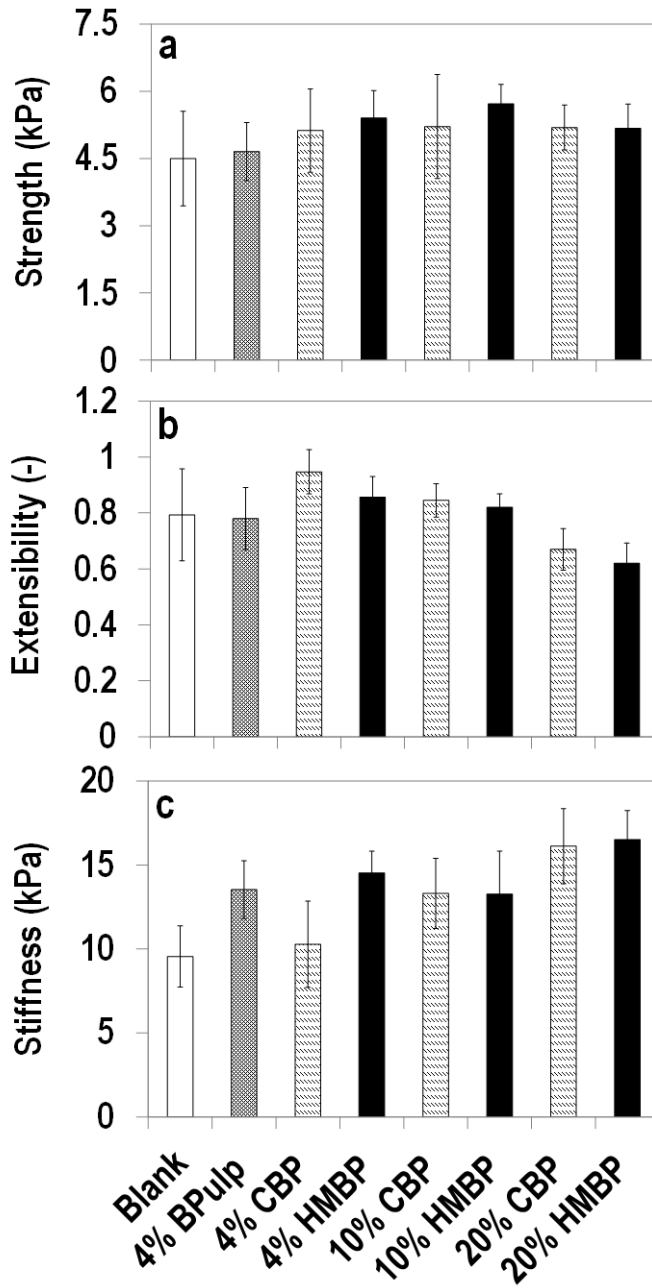 a
Strength (kPa)
7.5
6
4.5
3
1.5
0
b
Extensibility (-)
1.2
1
0.8
0.6
0.4
0.2
0
c
Stiffness (kPa)
20
15
10
5
0
Blank
4% BPulp
4% CBP
4% HMBP
10% CBP
10% HMBP
20% CBP
20% HMBP